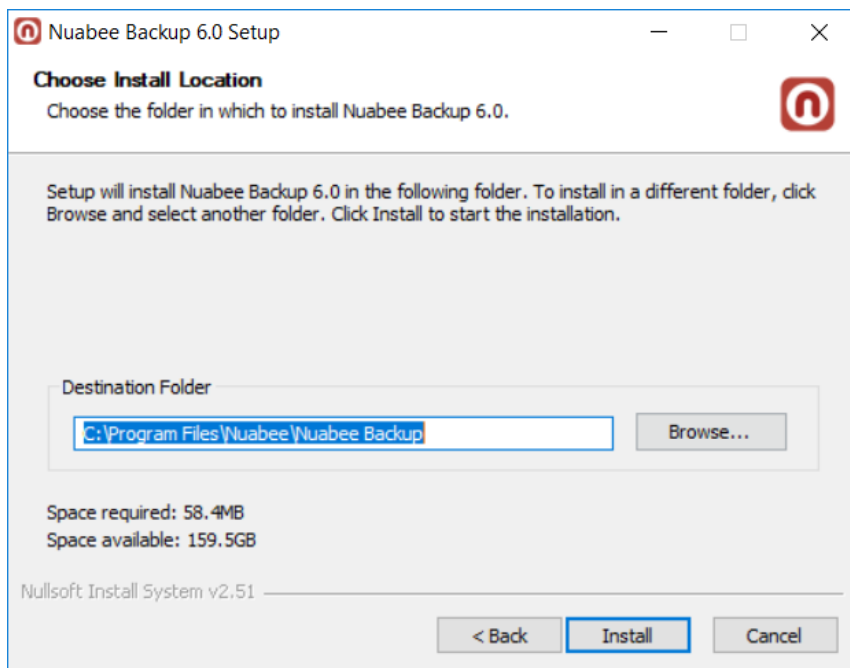 Nuabee Backup 6.0 Setup
Choose Install Location
Choose the folder in which to install Nuabee Backup 6.0.
Setup will install Nuabee Backup 6.0 in the following folder. To install in a different folder, click
Browse and select another folder. Click Install to start the installation.
Destination Folder
C:\Program Files\Nuabee\Nuabee Backup
Browse...
Space required: 58.4MB
Space available: 159.5GB
Nullsoft Install System v2.51
< Back
Install
Cancel